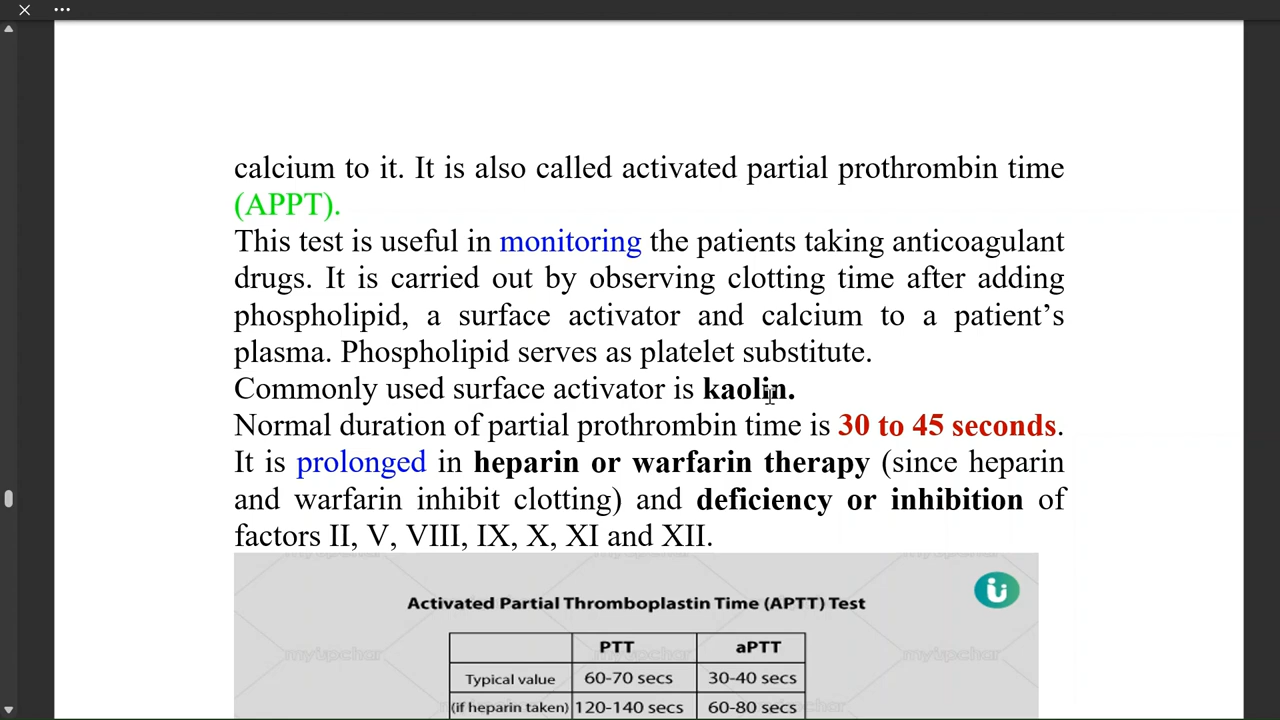 calcium to it. It is also called activated partial prothrombin time
(APPT).
This test is useful in monitoring the patients taking anticoagulant
drugs. It is carried out by observing clotting time after adding
phospholipid, a surface activator and calcium to a patient’s
plasma. Phospholipid serves as platelet substitute.
Commonly used surface activator is kaolin.
Normal duration of partial prothrombin time is 30 to 45 seconds.
It is prolonged in heparin or warfarin therapy (since heparin
and warfarin inhibit clotting) and deficiency or inhibition of
factors II, V, VIII, IX, X, XI and XII.
Activated Partial Thromboplastin Time (APTT) Test
PTT aPTT
Typical value 60-70 secs 30-40 secs
(if heparin taken) 120-140 secs 60-80 secs